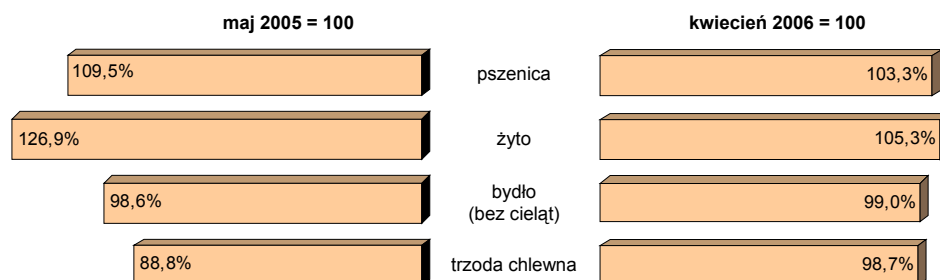 maj 2005 = 100 kwiecień 2006 = 100
109,5% pszenica 103,3%
126,9% żyto 105,3%
98,6% bydło 99,0%
(bez cieląt)
88,8% trzoda chlewna 98,7%